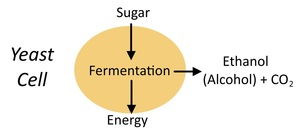 Sugar
Yeast
Cell
Fermentation
Ethanol
(Alcohol) + CO₂
Energy